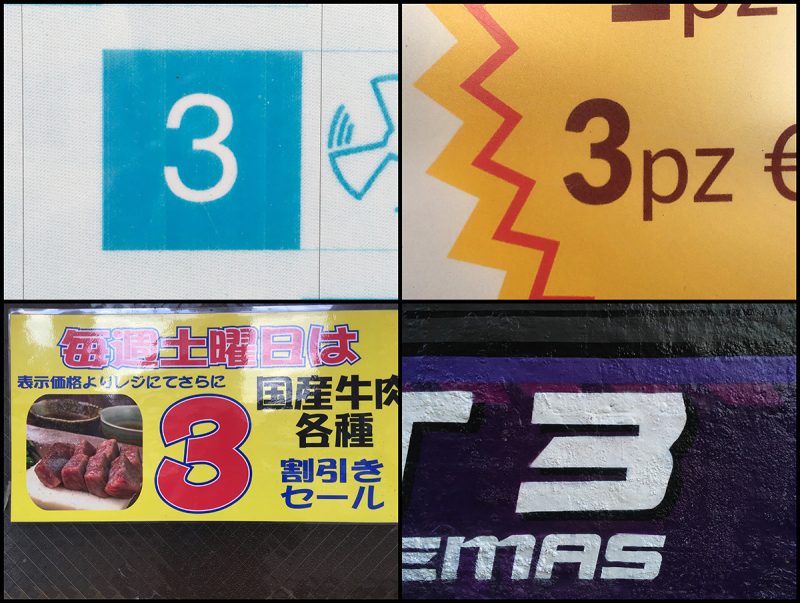 3
3pz €
毎週土曜日は
表示価格よりレジにてさらに
国産牛肉
各種
3
割引き
セール
T 3
EMAS